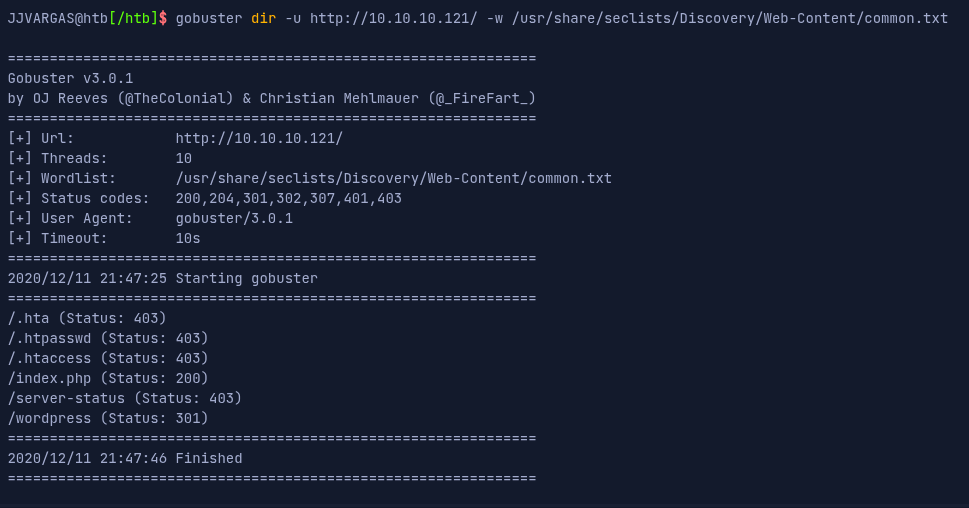 JJVARGAS@htb[/htb]$ gobuster dir -u http://10.10.10.121/ -w /usr/share/seclists/Discovery/Web-Content/common.txt
===============================================================
Gobuster v3.0.1
by OJ Reeves (@TheColonial) & Christian Mehlmauer (@_FireFart_)
===============================================================
[+] Url:            http://10.10.10.121/
[+] Threads:        10
[+] Wordlist:       /usr/share/seclists/Discovery/Web-Content/common.txt
[+] Status codes:   200,204,301,302,307,401,403
[+] User Agent:     gobuster/3.0.1
[+] Timeout:        10s
===============================================================
2020/12/11 21:47:25 Starting gobuster
===============================================================
/.hta (Status: 403)
/.htpasswd (Status: 403)
/.htaccess (Status: 403)
/index.php (Status: 200)
/server-status (Status: 403)
/wordpress (Status: 301)
===============================================================
2020/12/11 21:47:46 Finished
===============================================================